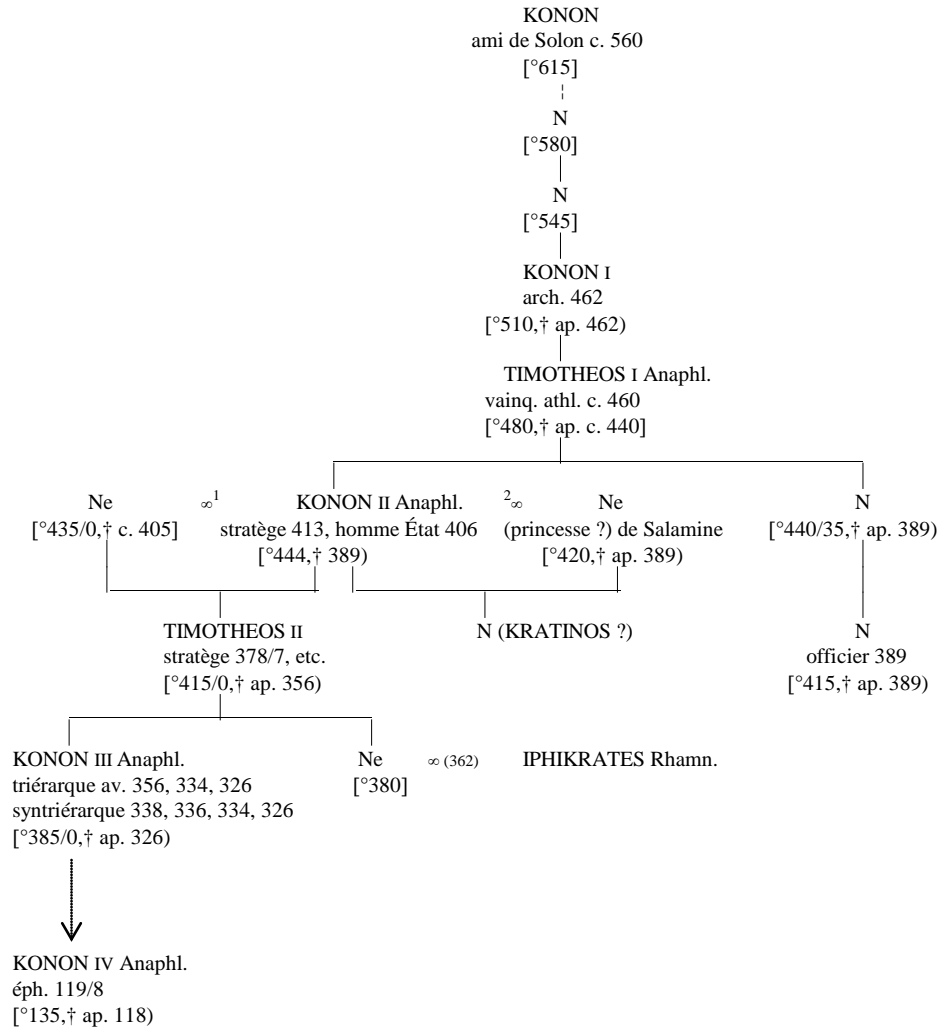 KONON
ami de Solon c. 560
[°615]
N
[°580]
N
[°545]
KONON I
arch. 462
[°510,† ap. 462)
TIMOTHEOS I Anaphl.
vainq. athl. c. 460
[°480,† ap. c. 440]
Ne ∞1 KONON II Anaphl. 2∞ Ne N
[°435/0,† c. 405] stratège 413, homme État 406 (princesse ?) de Salamine [°440/35,† ap. 389)
[°444,† 389) [°420,† ap. 389)
TIMOTHEOS II N (KRATINOS ?) N
stratège 378/7, etc. officier 389
[°415/0,† ap. 356) [°415,† ap. 389)
KONON III Anaphl. Ne ∞ (362) IPHIKRATES Rhamn.
triérarque av. 356, 334, 326 [°380]
syntriérarque 338, 336, 334, 326
[°385/0,† ap. 326)
KONON IV Anaphl.
éph. 119/8
[°135,† ap. 118)